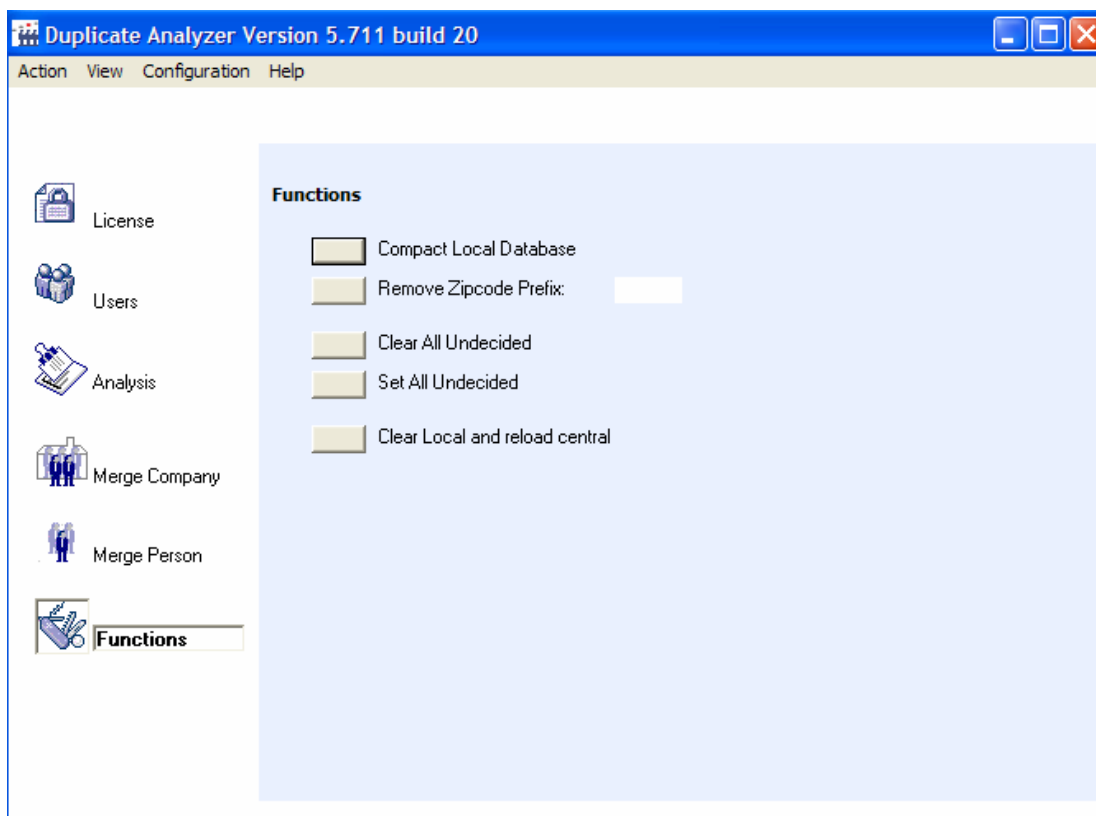 Duplicate Analyzer Version 5.711 build 20
Action View Configuration Help
License
Users
Analysis
Merge Company
Merge Person
Functions
Functions
Compact Local Database
Remove Zipcode Prefix:
Clear All Undecided
Set All Undecided
Clear Local and reload central